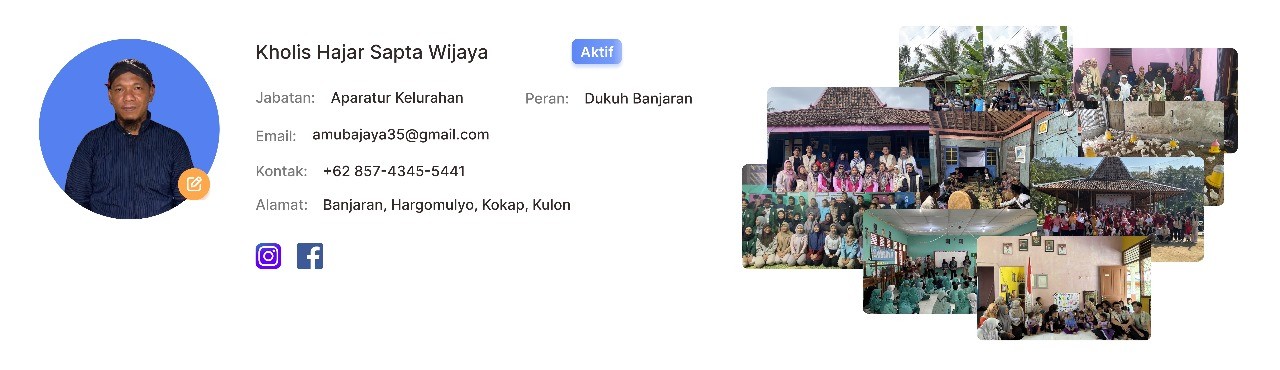 Kholis Hajar Sapta Wijaya Aktif
Jabatan: Aparatur Kelurahan Peran: Dukuh Banjaran
Email: amubajaya35@gmail.com
Kontak: +62 857-4345-5441
Alamat: Banjaran, Hargomulyo, Kokap, Kulon